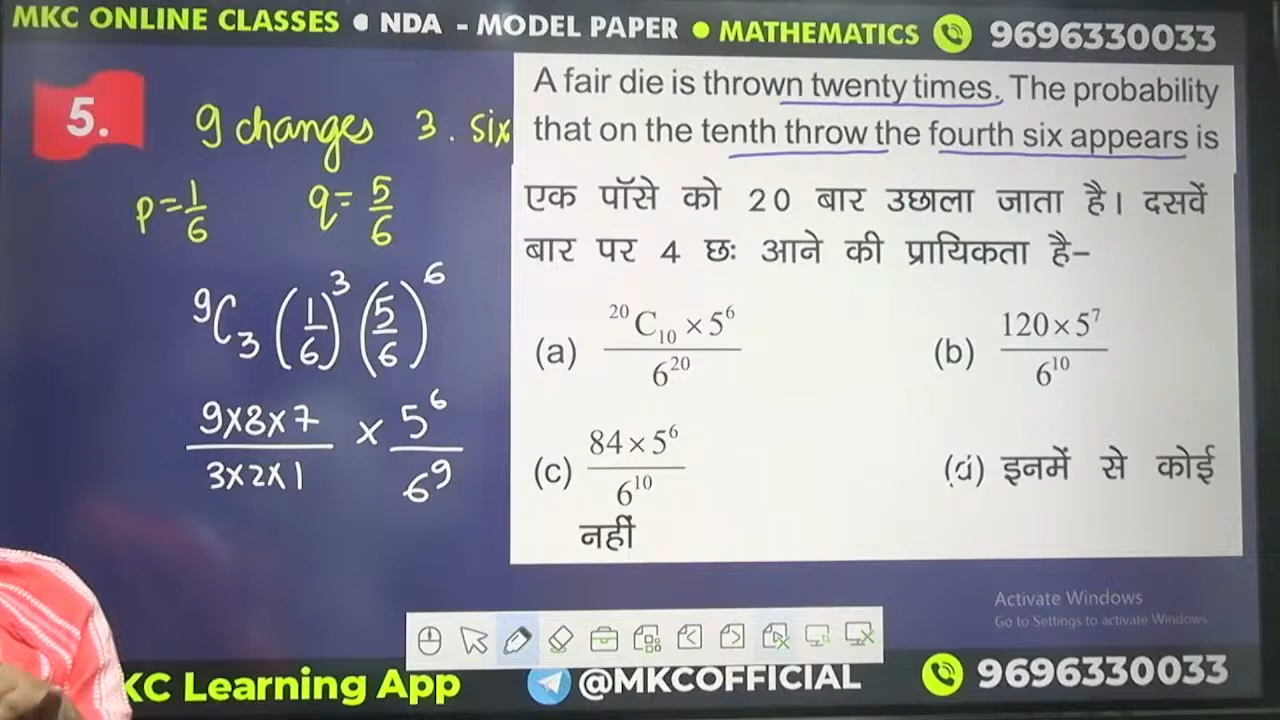 MKC ONLINE CLASSES ● NDA - MODEL PAPER ● MATHEMATICS 9696330033
5.
9 changes 3. six
p=1/6 q=5/6
⁹C₃ (1/6)³ (5/6)⁶
9×8×7/3×2×1 × 5⁶/6⁹
A fair die is thrown twenty times. The probability
that on the tenth throw the fourth six appears is
एक पॉसे को 20 बार उछाला जाता है। दसवें
बार पर 4 छः आने की प्रायिकता है–
(a) ²⁰C₁₀ × 5⁶/6²⁰ (b) 120 × 5⁷/6¹⁰
(c) 84 × 5⁶/6¹⁰ (d) इनमें से कोई
नहीं
Activate Windows
Go to Settings to activate Windows.
KC Learning App @MKCOFFICIAL 9696330033